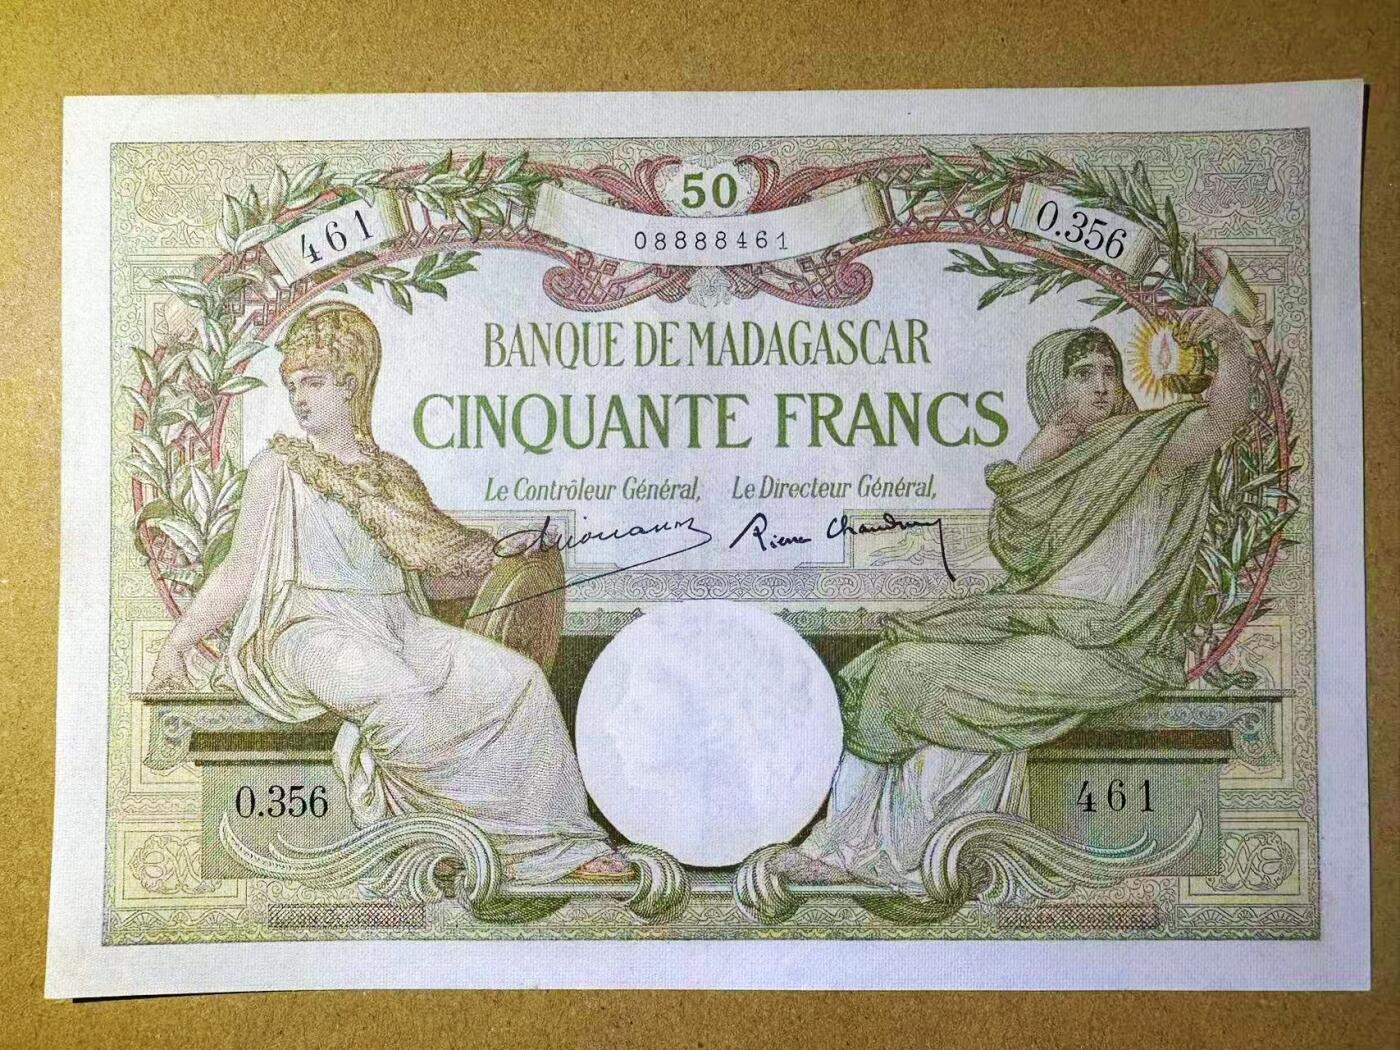 50
461
08888461
0.356
BANQUE DE MADAGASCAR
CINQUANTE FRANCS
Le Contrôleur Général,
Le Directeur Général,
0.356
461